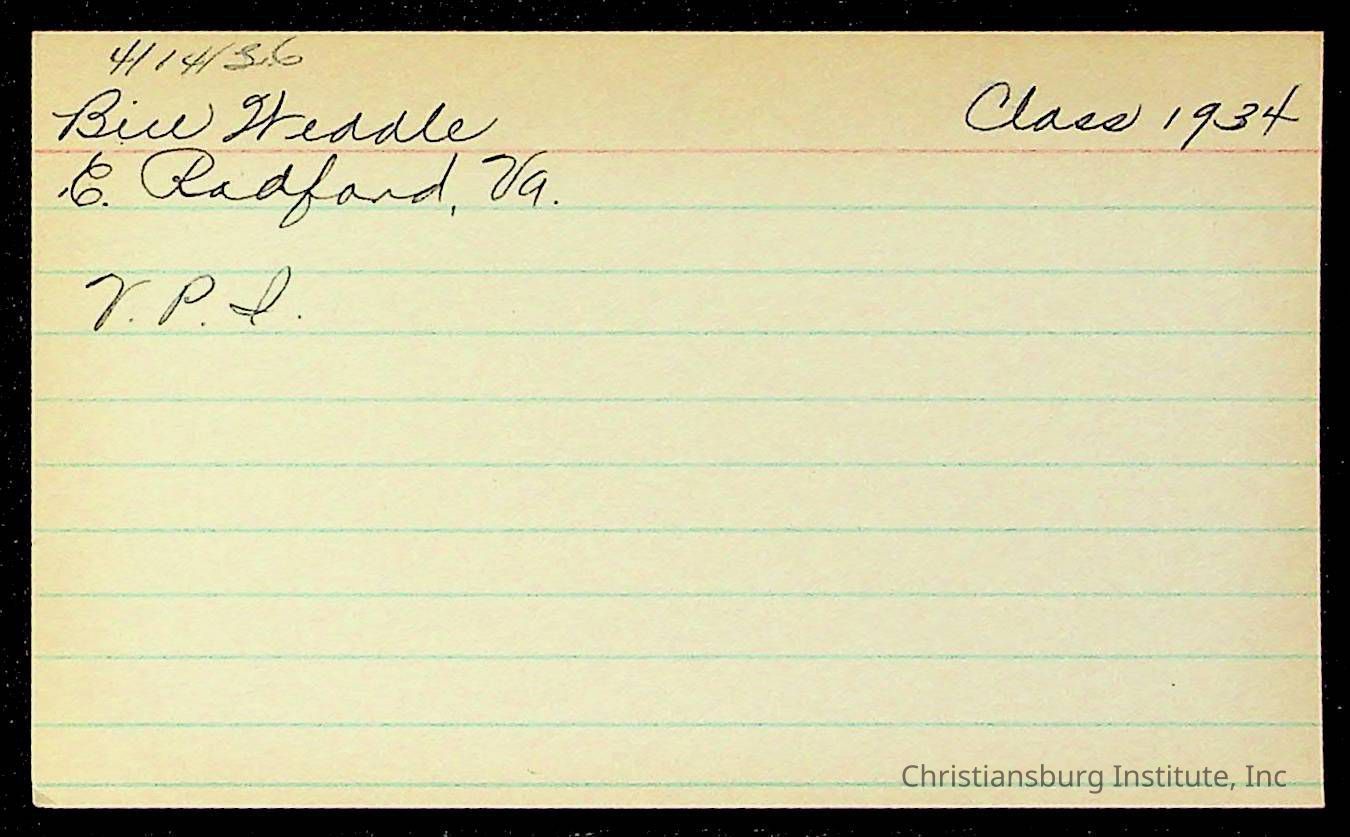 4/14/36
Bill Weddle Class 1934
E. Radford, Va.
V. P. I.
Christiansburg Institute, Inc